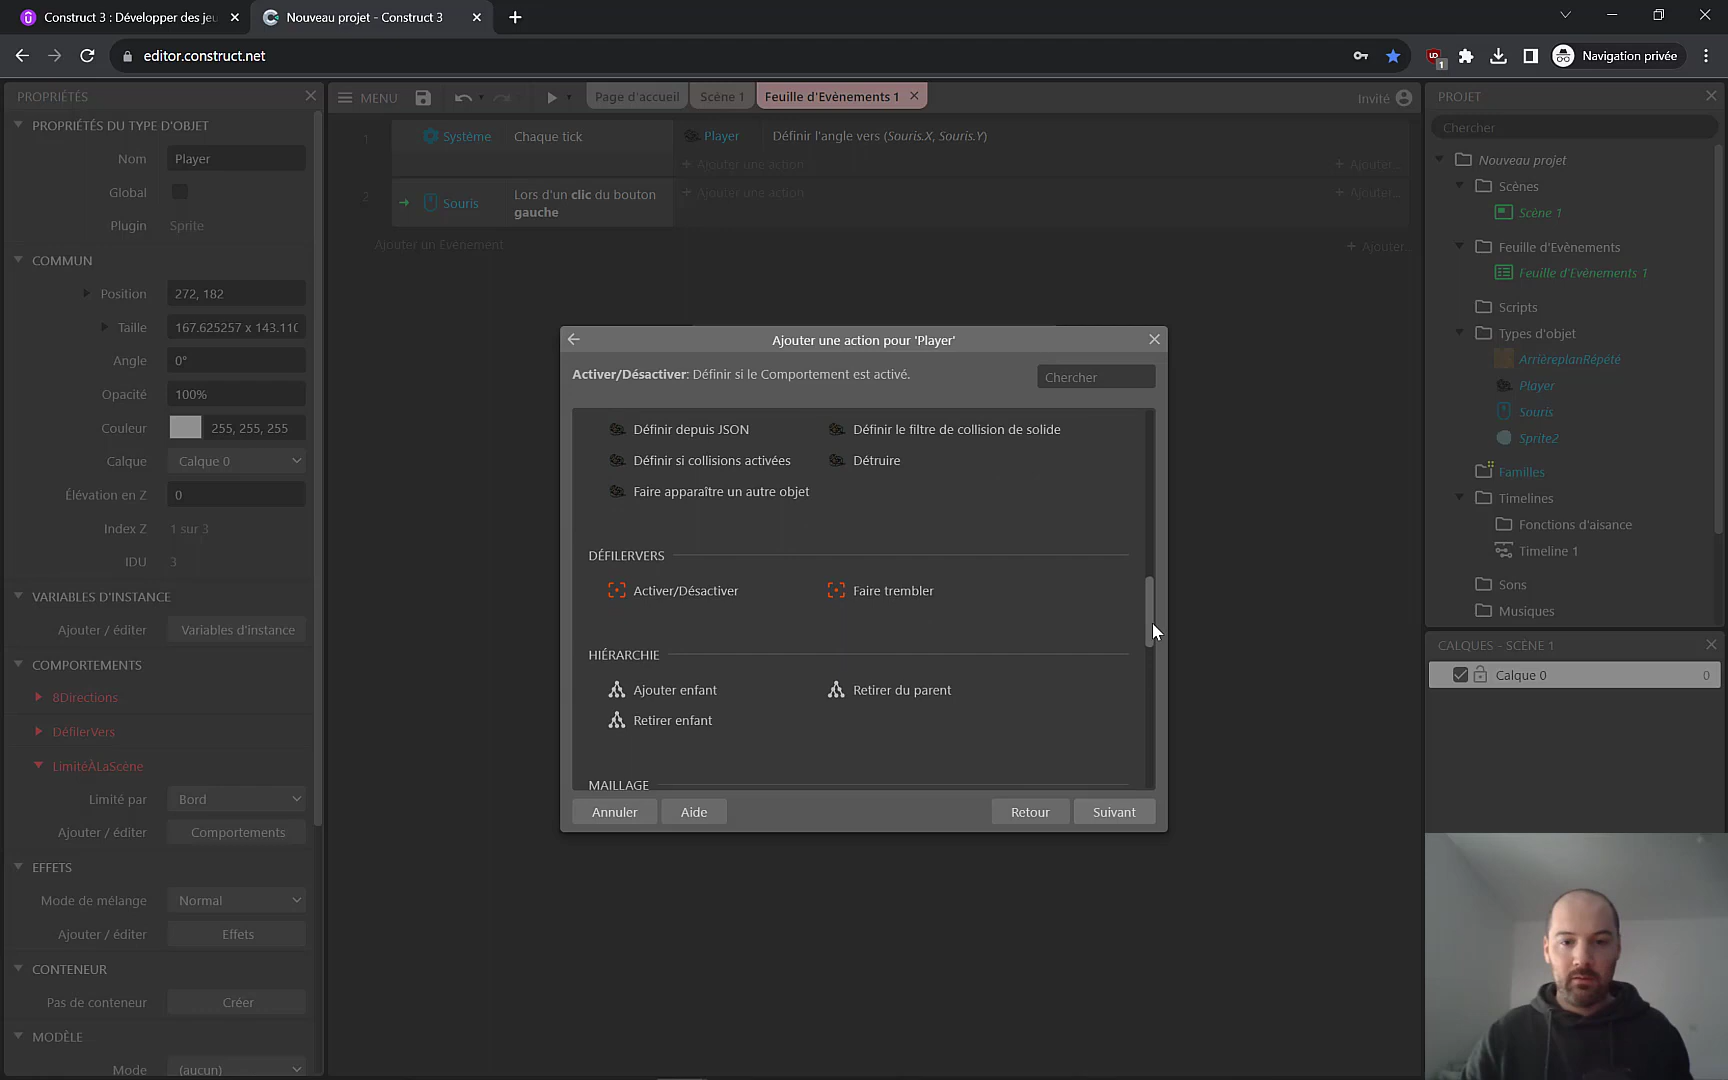 Construct 3 : Développer des jeu
Nouveau projet - Construct 3
editor.construct.net
1
Navigation privée
PROPRIÉTÉS
MENU
Page d'accueil
Scène 1
Feuille d'Evènements 1
Invité
PROJET
PROPRIÉTÉS DU TYPE D'OBJET
Nom
Player
Global
Plugin
Sprite
COMMUN
Position
272, 182
Taille
167.625257 x 143.11(
Angle
0°
Opacité
100%
Couleur
255, 255, 255
Calque
Calque 0
Élévation en Z
0
Index Z
1 sur 3
IDU
3
VARIABLES D'INSTANCE
Ajouter / éditer
Variables d'instance
COMPORTEMENTS
8Directions
DéfilerVers
LimitéÀLaScène
Limité par
Bord
Ajouter / éditer
Comportements
EFFETS
Mode de mélange
Normal
Ajouter / éditer
Effets
CONTENEUR
Pas de conteneur
Créer
MODÈLE
Mode
(aucun)
1
Système
Chaque tick
Player
Définir l'angle vers (Souris.X, Souris.Y)
+ Ajouter une action
+ Ajouter...
2
Souris
Lors d'un clic du bouton
gauche
+ Ajouter une action
+ Ajouter...
Ajouter un Evénement
+ Ajouter...
Ajouter une action pour 'Player'
Activer/Désactiver: Définir si le Comportement est activé.
Chercher
Définir depuis JSON
Définir le filtre de collision de solide
Définir si collisions activées
Détruire
Faire apparaître un autre objet
DÉFILERVERS
Activer/Désactiver
Faire trembler
HIÉRARCHIE
Ajouter enfant
Retirer du parent
Retirer enfant
MAILLAGE
Annuler
Aide
Retour
Suivant
Chercher
Nouveau projet
Scènes
Scène 1
Feuille d'Evènements
Feuille d'Evènements 1
Scripts
Types d'objet
ArrièreplanRépété
Player
Souris
Sprite2
Familles
Timelines
Fonctions d'aisance
Timeline 1
Sons
Musiques
CALQUES - SCÈNE 1
Calque 0
0